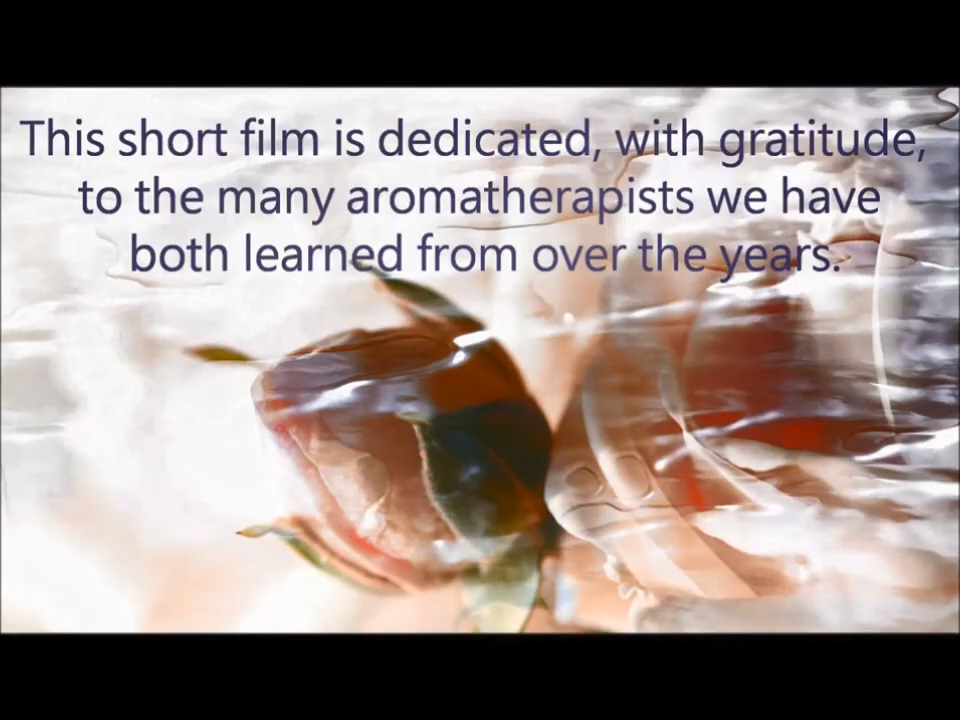 This short film is dedicated, with gratitude,
to the many aromatherapists we have
both learned from over the years.